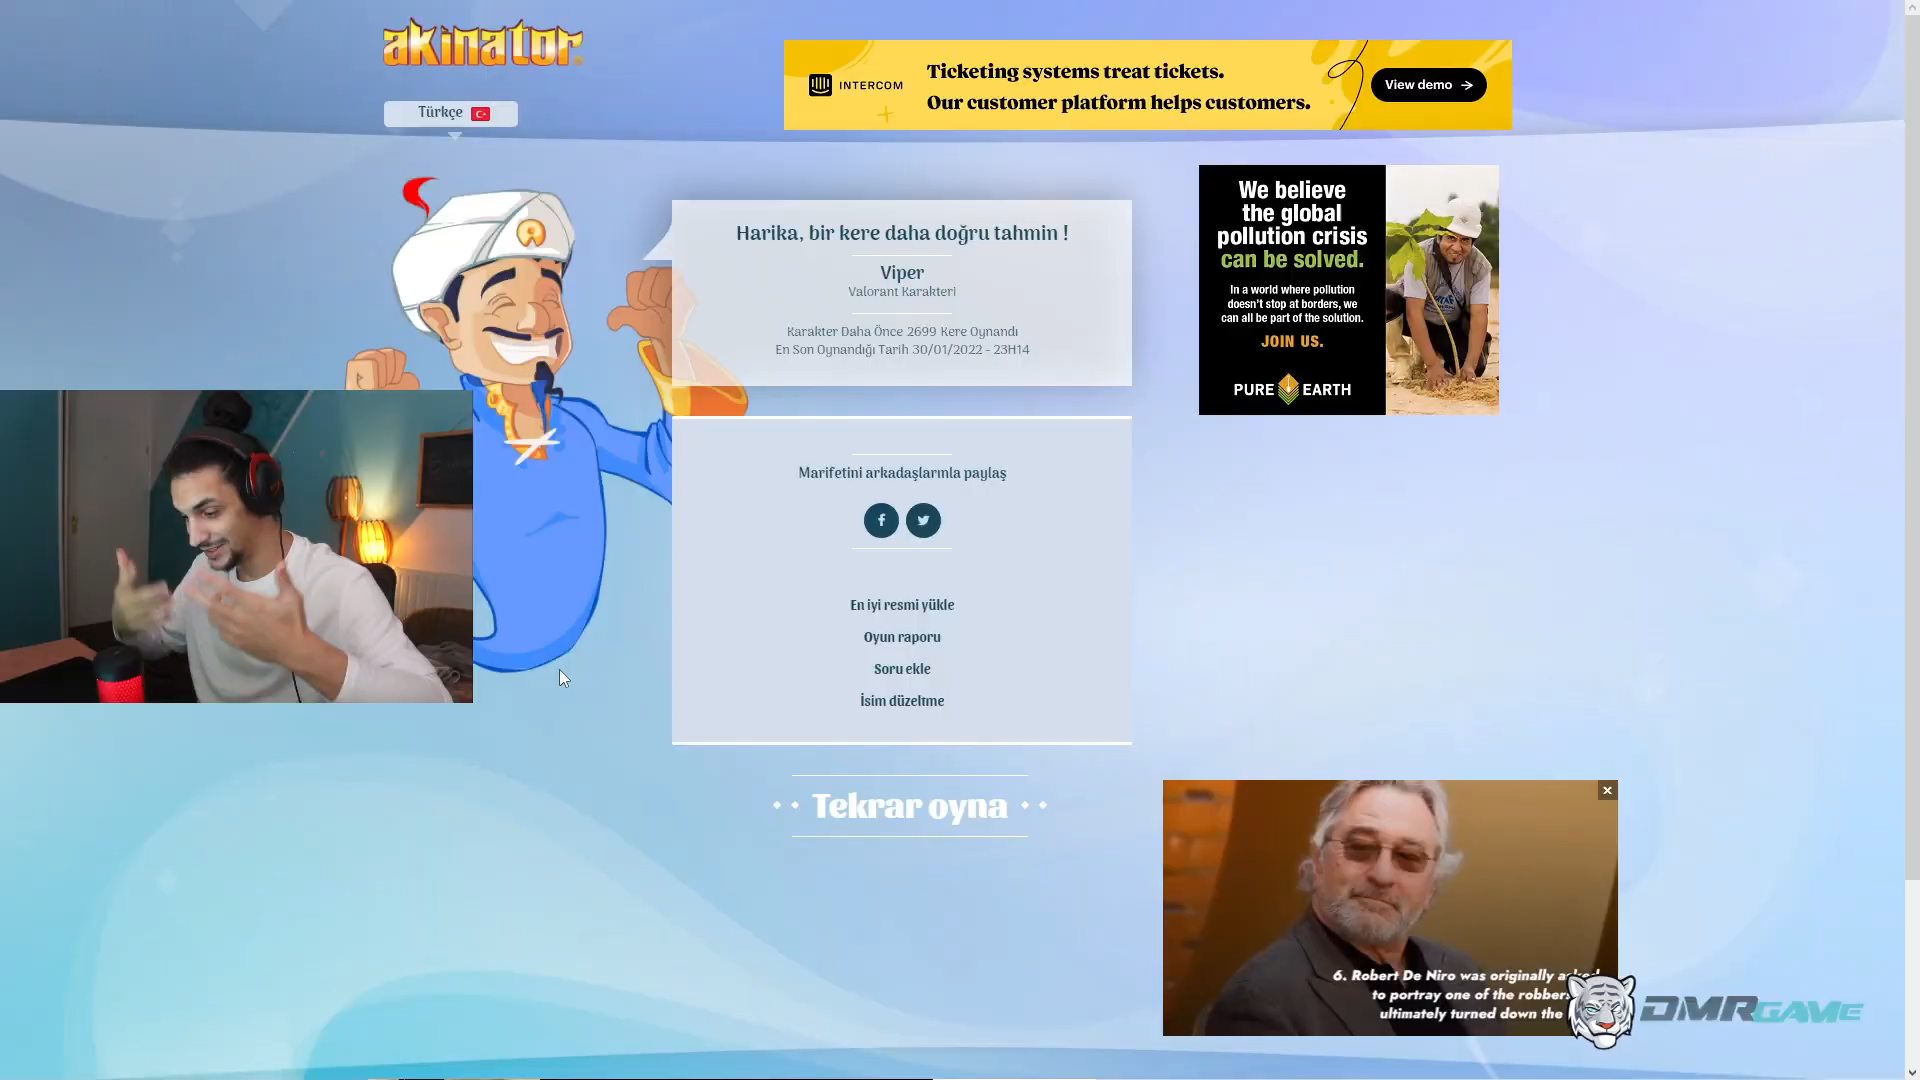 akinator
Türkçe
INTERCOM
Ticketing systems treat tickets.
Our customer platform helps customers.
View demo
Harika, bir kere daha doğru tahmin !
Viper
Valorant Karakteri
Karakter Daha Önce 2699 Kere Oynandı
En Son Oynandığı Tarih 30/01/2022 - 23H14
We believe
the global
pollution crisis
can be solved.
In a world where pollution
doesn't stop at borders, we
can all be part of the solution.
JOIN US.
PURE EARTH
Marifetini arkadaşlarınla paylaş
En iyi resmi yükle
Oyun raporu
Soru ekle
İsim düzeltme
Tekrar oyna
6. Robert De Niro was originally asked
to portray one of the robbers
ultimately turned down the
DMRGAME